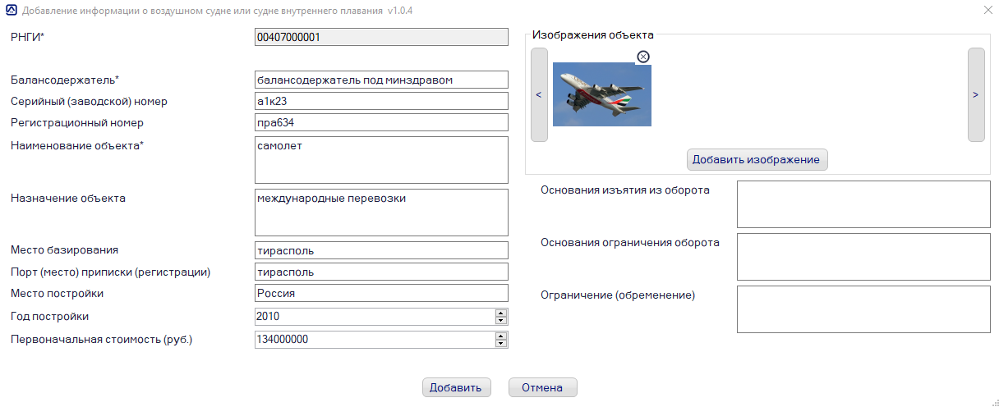 Добавление информации о воздушном судне или судне внутреннего плавания v1.0.4
РНГИ*
00407000001
Балансодержатель*
балансодержатель под минздравом
Серийный (заводской) номер
а1к23
Регистрационный номер
пра634
Наименование объекта*
самолет
Назначение объекта
международные перевозки
Место базирования
тирасполь
Порт (место) приписки (регистрации)
тирасполь
Место постройки
Россия
Год постройки
2010
Первоначальная стоимость (руб.)
134000000
Изображения объекта
<
>
Добавить изображение
Основания изъятия из оборота
Основания ограничения оборота
Ограничение (обременение)
Добавить
Отмена